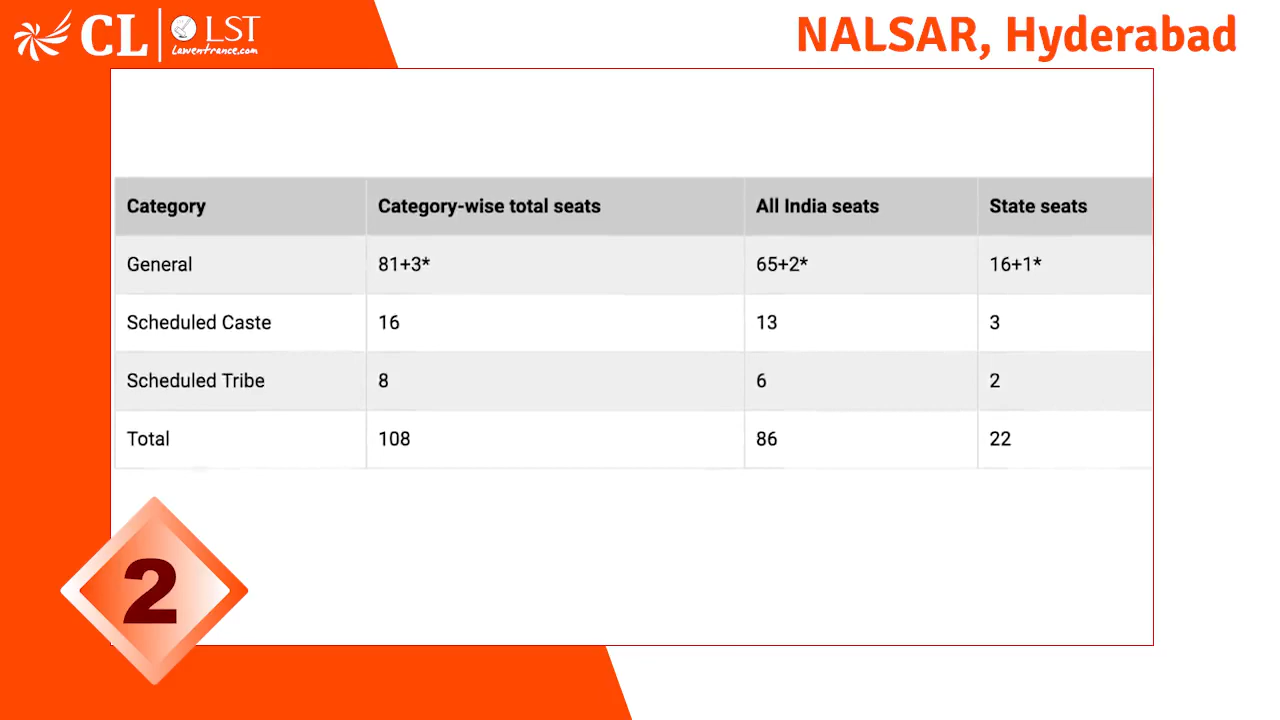 CL LST
Lawentrance.com
NALSAR, Hyderabad
Category Category-wise total seats All India seats State seats
General 81+3* 65+2* 16+1*
Scheduled Caste 16 13 3
Scheduled Tribe 8 6 2
Total 108 86 22
2